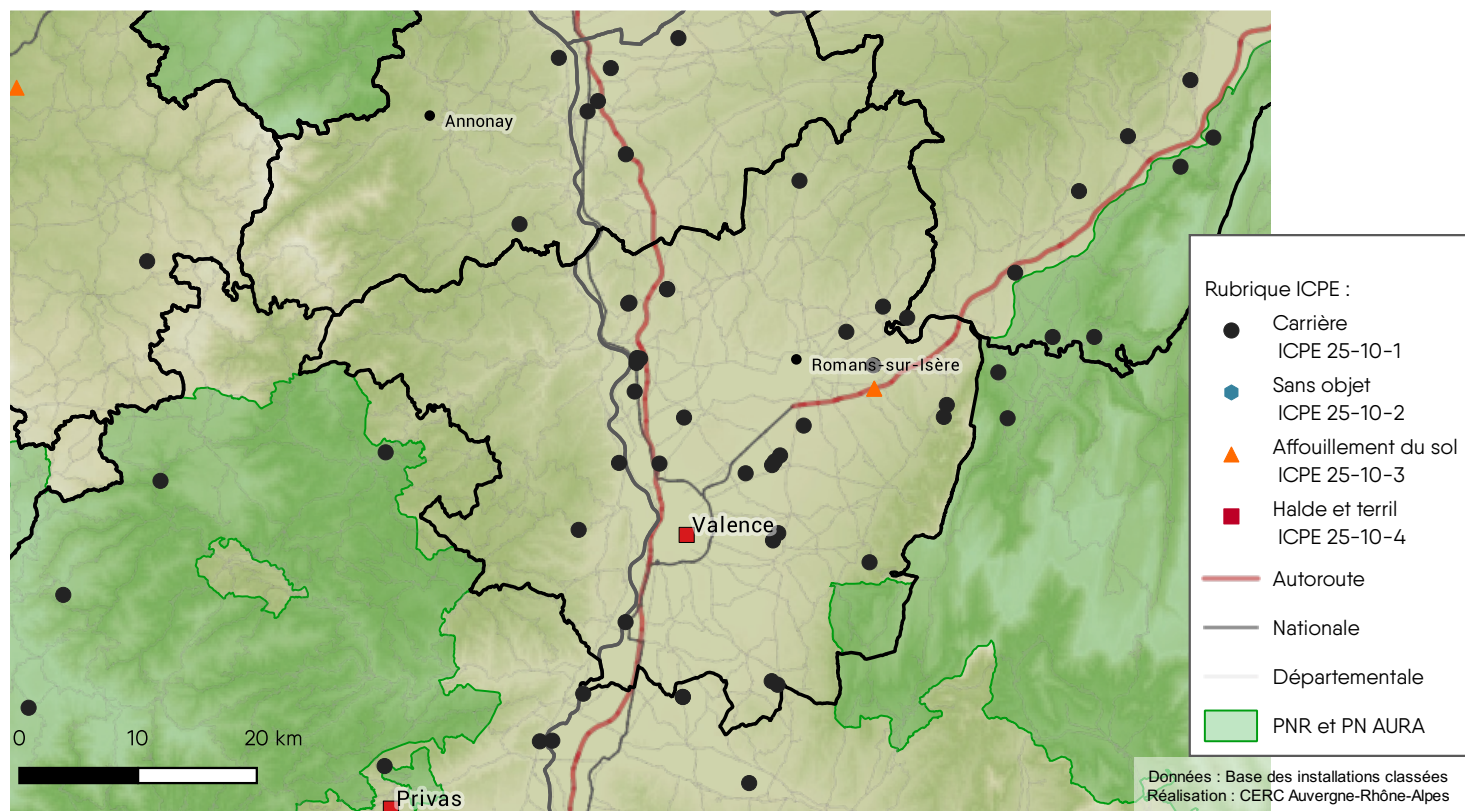 Annonay
Romans-sur-Isère
Valence
Privas
0 10 20 km
Rubrique ICPE :
Carrière
ICPE 25-10-1
Sans objet
ICPE 25-10-2
Affouillement du sol
ICPE 25-10-3
Halde et terril
ICPE 25-10-4
Autoroute
Nationale
Départementale
PNR et PN AURA
Données : Base des installations classées
Réalisation : CERC Auvergne-Rhône-Alpes